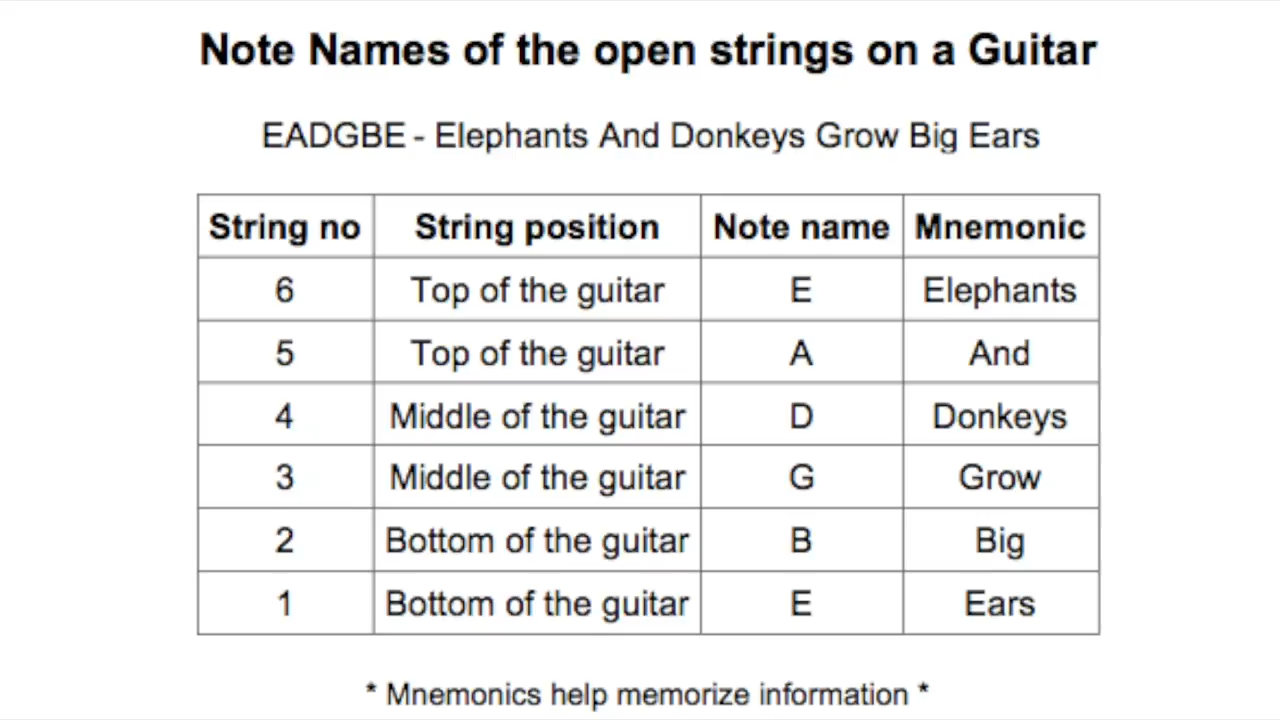 Note Names of the open strings on a Guitar
EADGBE - Elephants And Donkeys Grow Big Ears
String no String position Note name Mnemonic
6 Top of the guitar E Elephants
5 Top of the guitar A And
4 Middle of the guitar D Donkeys
3 Middle of the guitar G Grow
2 Bottom of the guitar B Big
1 Bottom of the guitar E Ears
* Mnemonics help memorize information *